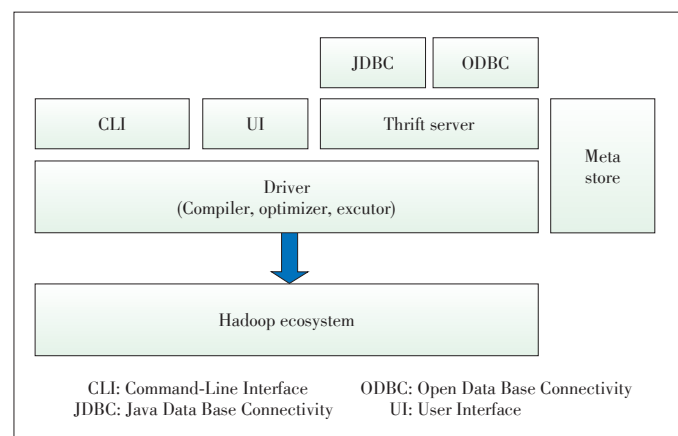 JDBC ODBC
CLI UI Thrift server
Meta
store
Driver
(Compiler, optimizer, excutor)
Hadoop ecosystem
CLI: Command-Line Interface ODBC: Open Data Base Connectivity
JDBC: Java Data Base Connectivity UI: User Interface